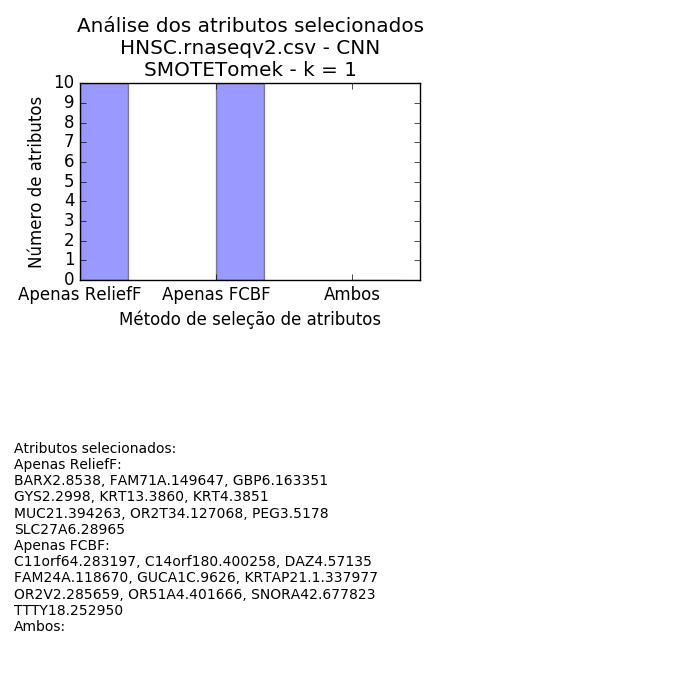 Análise dos atributos selecionados
HNSC.rnaseqv2.csv - CNN
SMOTETomek - k = 1
10
9
8
7
6
5
4
3
2
1
0
Número de atributos
Apenas ReliefF Apenas FCBF Ambos
Método de seleção de atributos
Atributos selecionados:
Apenas ReliefF:
BARX2.8538, FAM71A.149647, GBP6.163351
GYS2.2998, KRT13.3860, KRT4.3851
MUC21.394263, OR2T34.127068, PEG3.5178
SLC27A6.28965
Apenas FCBF:
C11orf64.283197, C14orf180.400258, DAZ4.57135
FAM24A.118670, GUCA1C.9626, KRTAP21.1.337977
OR2V2.285659, OR51A4.401666, SNORA42.677823
TTTY18.252950
Ambos: